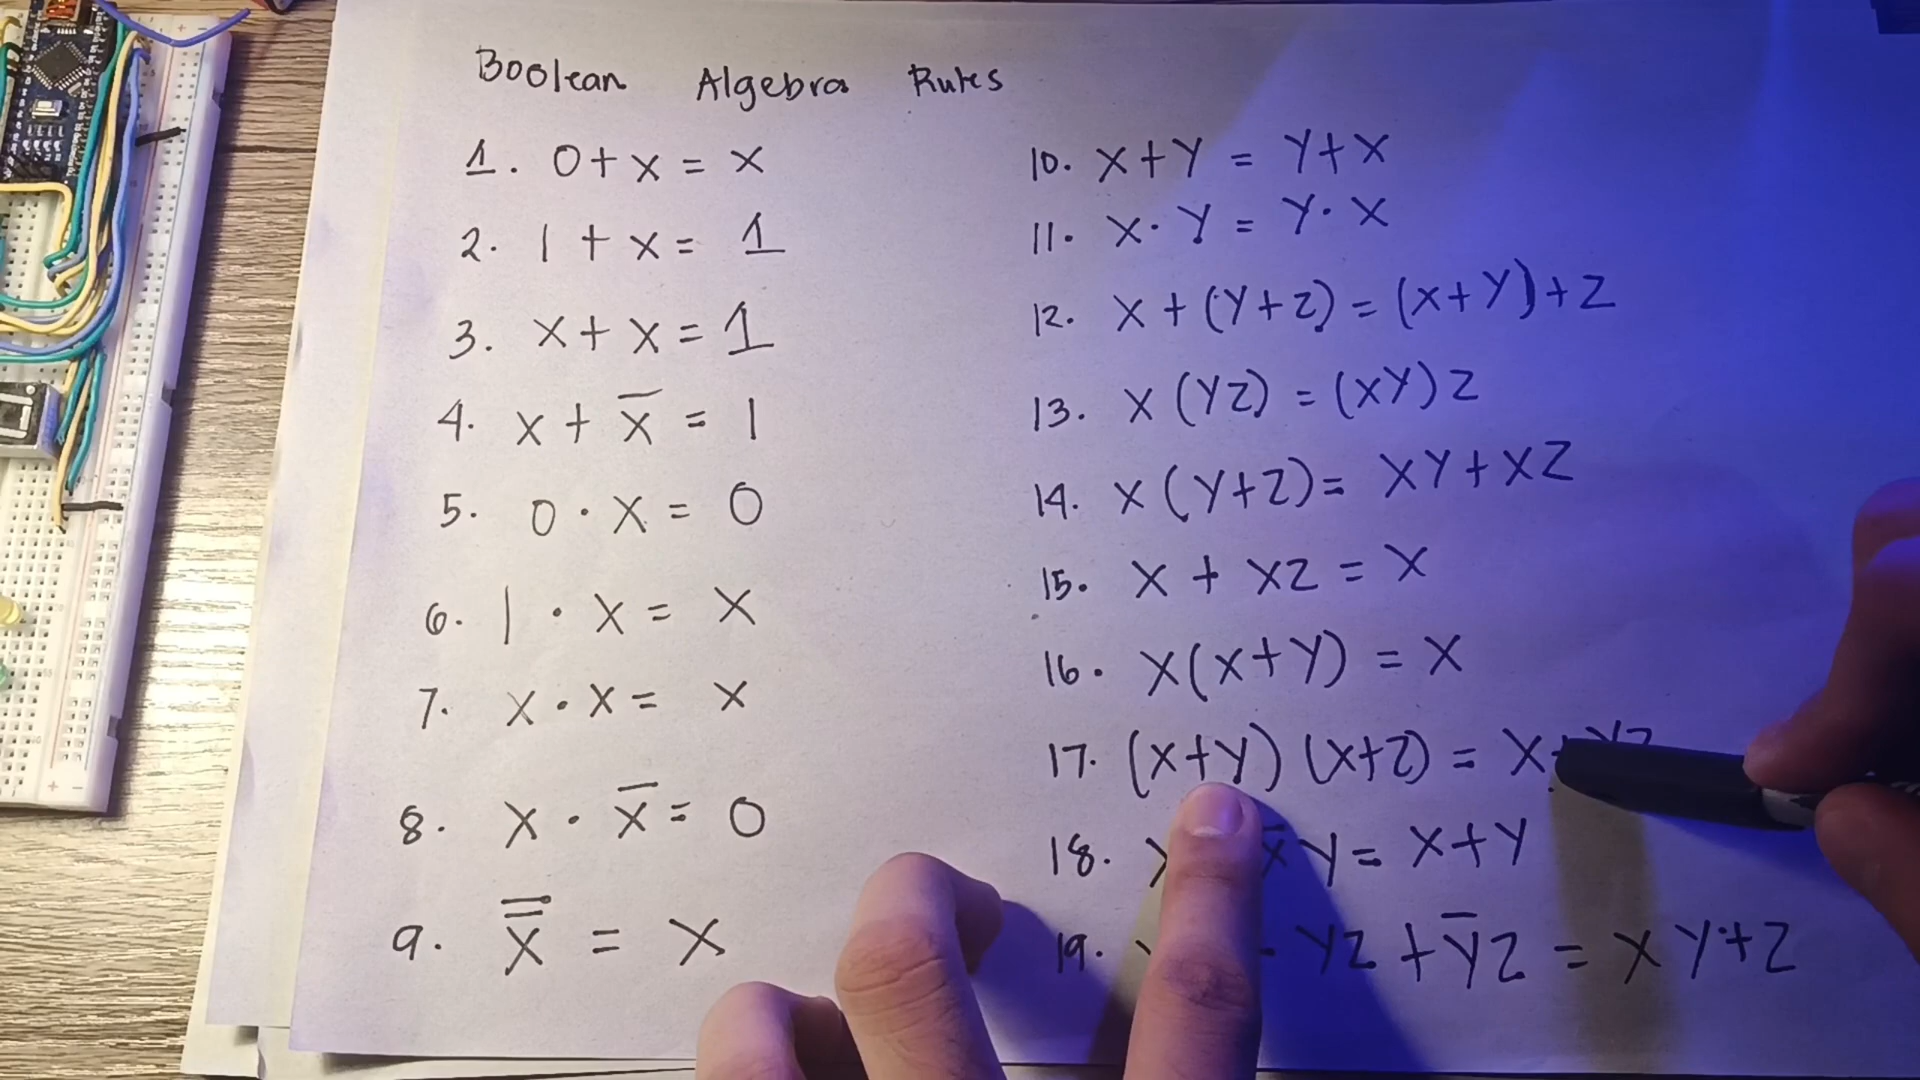 Boolean Algebra Rules
1. 0 + x = x
2. 1 + x = 1
3. x + x = 1
4. x + x̅ = 1
5. 0 · x = 0
6. 1 · x = x
7. x · x = x
8. x · x̅ = 0
9. x̿ = x
10. x + y = y + x
11. x · y = y · x
12. x + (y + z) = (x + y) + z
13. x (yz) = (xy) z
14. x (y + z) = xy + xz
15. x + xz = x
16. x(x + y) = x
17. (x + y) (x + z) = x + yz
18. x̅y = x + y
19. yz + y̅z = xy + z